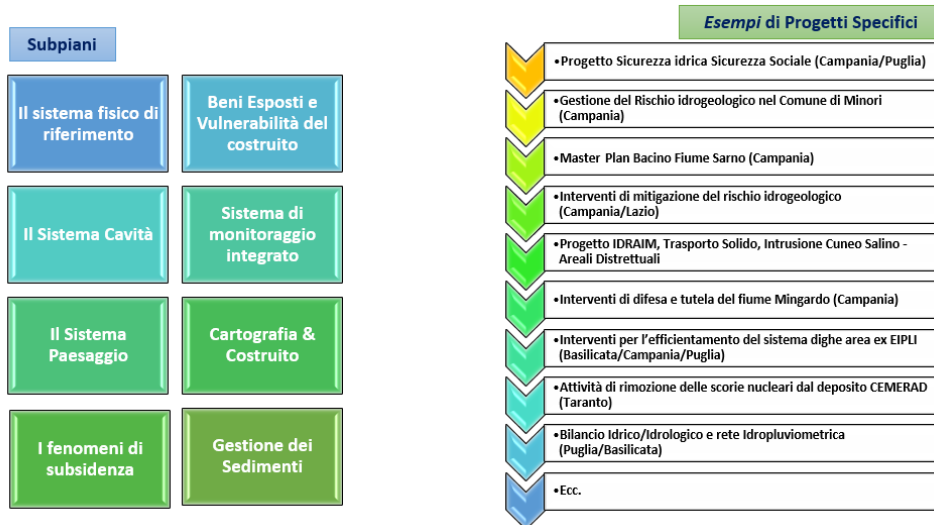 Subpiani
Il sistema fisico di
riferimento
Beni Esposti e
Vulnerabilità del
costruito
Il Sistema Cavità
Sistema di
monitoraggio
integrato
Il Sistema
Paesaggio
Cartografia &
Costruito
I fenomeni di
subsidenza
Gestione dei
Sedimenti
Esempi di Progetti Specifici
•Progetto Sicurezza idrica Sicurezza Sociale (Campania/Puglia)
•Gestione del Rischio idrogeologico nel Comune di Minori
(Campania)
•Master Plan Bacino Fiume Sarno (Campania)
•Interventi di mitigazione del rischio idrogeologico
(Campania/Lazio)
•Progetto IDRAIM, Trasporto Solido, Intrusione Cuneo Salino -
Areali Distrettuali
•Interventi di difesa e tutela del fiume Mingardo (Campania)
•Interventi per l'efficientamento del sistema dighe area ex EIPLI
(Basilicata/Campania/Puglia)
•Attività di rimozione delle scorie nucleari dal deposito CEMERAD
(Taranto)
•Bilancio Idrico/Idrologico e rete Idropluviometrica
(Puglia/Basilicata)
•Ecc.